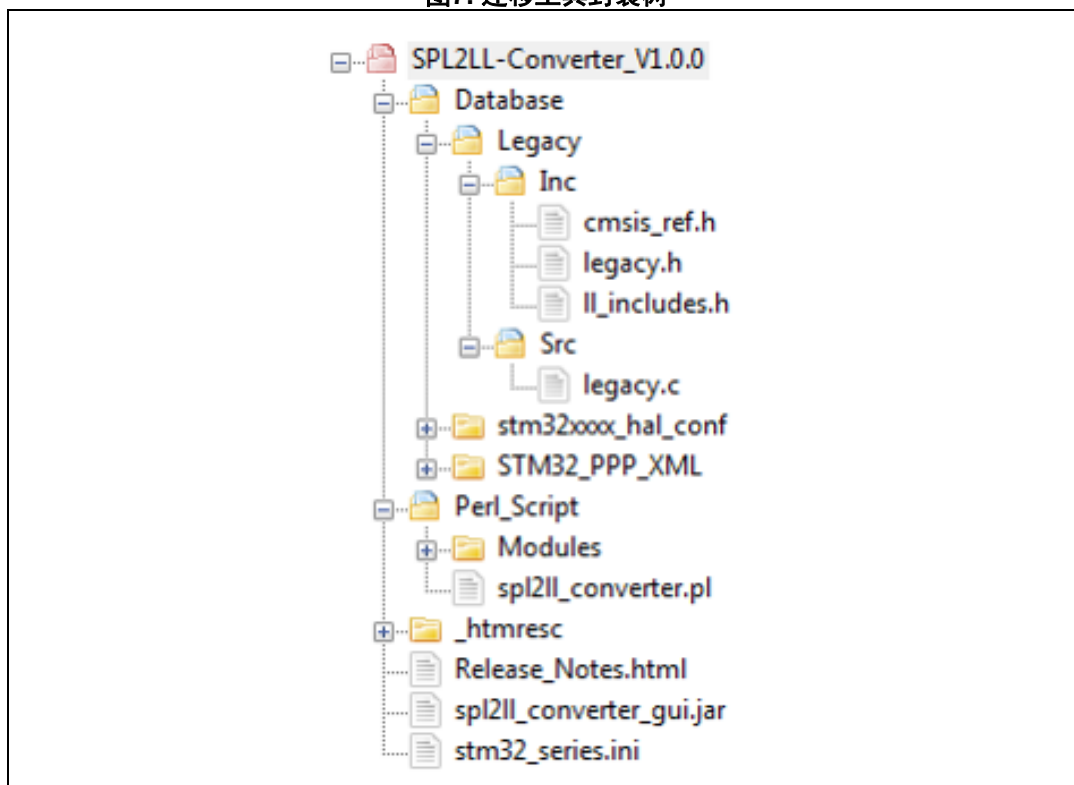 SPL2LL-Converter_V1.0.0
Database
Legacy
Inc
cmsis_ref.h
legacy.h
ll_includes.h
Src
legacy.c
stm32xxxx_hal_conf
STM32_PPP_XML
Perl_Script
Modules
spl2ll_converter.pl
_htmresc
Release_Notes.html
spl2ll_converter_gui.jar
stm32_series.ini